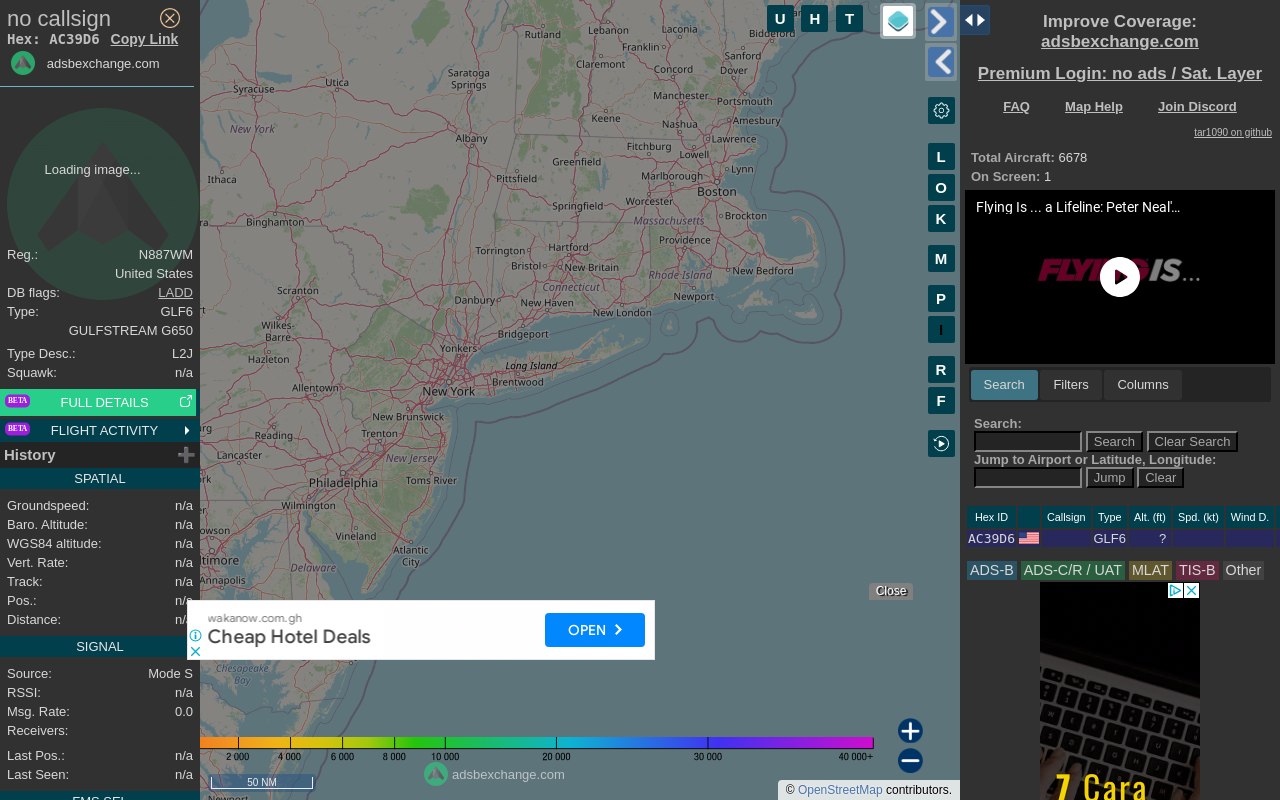 no callsign
Hex: AC39D6 Copy Link
adsbexchange.com
Loading image...
Reg.: N887WM
United States
DB flags: LADD
Type: GLF6
GULFSTREAM G650
Type Desc.: L2J
Squawk: n/a
BETA FULL DETAILS
BETA FLIGHT ACTIVITY
History
SPATIAL
Groundspeed: n/a
Baro. Altitude: n/a
WGS84 altitude: n/a
Vert. Rate: n/a
Track: n/a
Pos.: n/a
Distance:
SIGNAL
Source: Mode S
RSSI: n/a
Msg. Rate: 0.0
Receivers:
Last Pos.: n/a
Last Seen: n/a
FMS SEL
U H T
L
O
K
M
P
I
R
F
Rutland
Lebanon
Laconia
Biddeford
Franklin
Sanford
Claremont
Dover
Concord
Saratoga
Springs
Utica
Syracuse
Manchester
Portsmouth
Keene
Amesbury
Nashua
New York
Albany
Lawrence
Fitchburg
Greenfield
Lowell
Lynn
Ithaca
Pittsfield
Marlborough
Boston
Worcester
Springfield
Brockton
Massachusetts
Binghamton
Providence
Torrington
Hartford
Bristol
New Britain
New Bedford
Rhode Island
Connecticut
Scranton
Danbury
New Haven
Newport
New London
Wilkes-
Barre
Bridgeport
Yonkers
Hazleton
Long Island
Brentwood
Allentown
New York
New Brunswick
Reading
Trenton
Lancaster
New Jersey
Philadelphia
Toms River
Wilmington
Vineland
Atlantic
City
Annapolis
Delaware
Chesapeake
Bay
Newport
Close
wakanow.com.gh
Cheap Hotel Deals
OPEN
2 000 4 000 6 000 8 000 10 000 20 000 30 000 40 000+
adsbexchange.com
50 NM
© OpenStreetMap contributors.
Improve Coverage:
adsbexchange.com
Premium Login: no ads / Sat. Layer
FAQ Map Help Join Discord
tar1090 on github
Total Aircraft: 6678
On Screen: 1
Flying Is ... a Lifeline: Peter Neal'...
FLYING IS...
Search Filters Columns
Search:
Search Clear Search
Jump to Airport or Latitude, Longitude:
Jump Clear
Hex ID Callsign Type Alt. (ft) Spd. (kt) Wind D.
AC39D6 GLF6 ?
ADS-B ADS-C/R / UAT MLAT TIS-B Other
7 Cara